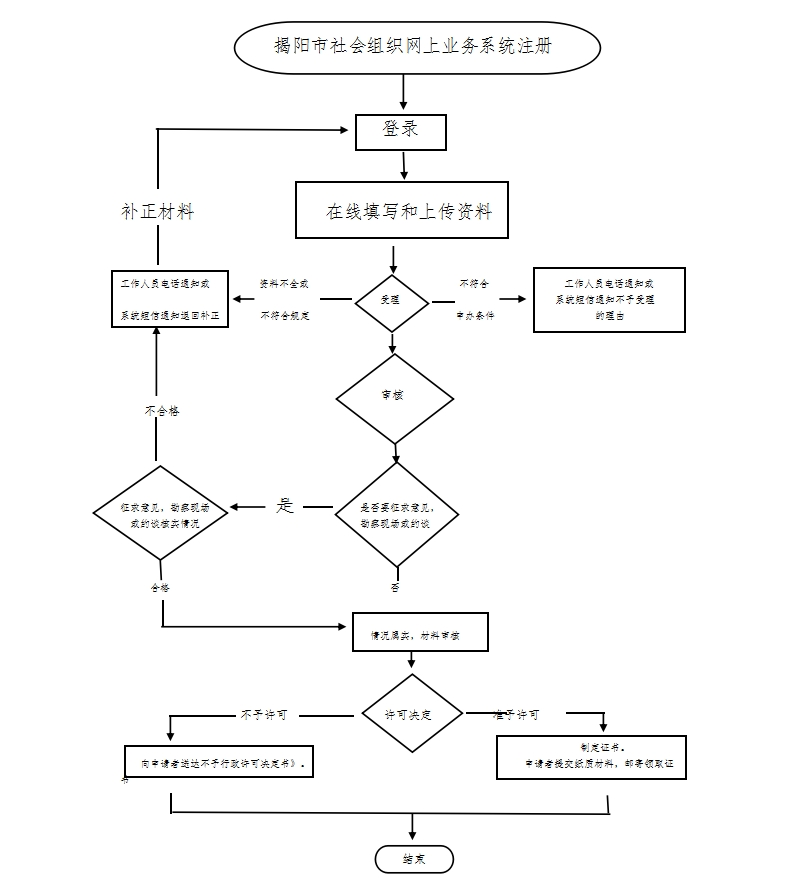 揭阳市社会组织网上业务系统注册
登录
补正材料
在线填写和上传资料
工作人员电话通知或
系统短信通知退回补正
资料不全或
不符合规定
受理
不符合
申办条件
工作人员电话通知或
系统短信通知不予受理
的理由
审核
不合格
征求意见，勘察现场
或约谈核实情况
是
是否要征求意见，
勘察现场或约谈
合格
否
情况属实，材料审核
不予许可
许可决定
准予许可
向申请者送达不予行政许可决定书》。
书
制定证书。
申请者提交纸质材料，邮寄领取证
结束